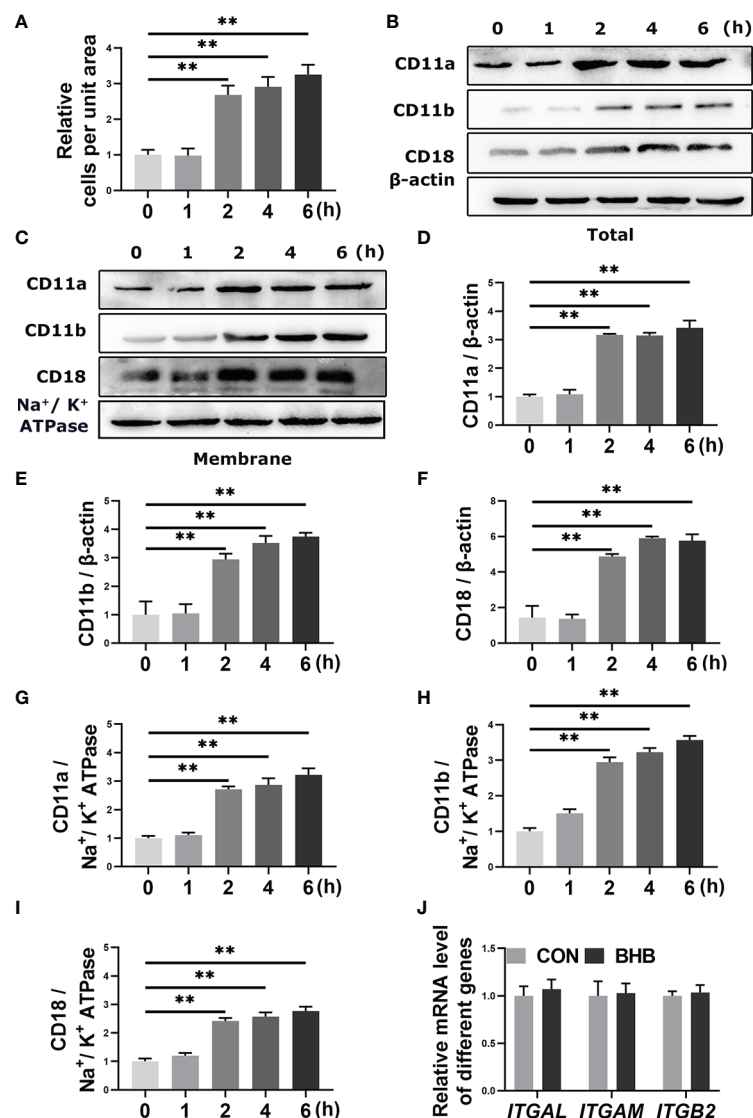 A
**
**
**
Relative
cells per unit area
4
3
2
1
0
0 1 2 4 6 (h)
B
0 1 2 4 6 (h)
CD11a
CD11b
CD18
β-actin
Total
C
0 1 2 4 6 (h)
CD11a
CD11b
CD18
Na⁺/ K⁺
ATPase
Membrane
D
**
**
**
CD11a / β-actin
5
4
3
2
1
0
0 1 2 4 6 (h)
E
**
**
**
CD11b / β-actin
5
4
3
2
1
0
0 1 2 4 6 (h)
F
**
**
**
CD18 / β-actin
8
6
4
2
0
0 1 2 4 6 (h)
G
**
**
**
CD11a /
Na⁺/ K⁺ ATPase
5
4
3
2
1
0
0 1 2 4 6 (h)
H
**
**
**
CD11b /
Na⁺/ K⁺ ATPase
4
3
2
1
0
0 1 2 4 6 (h)
I
**
**
**
CD18 /
Na⁺/ K⁺ ATPase
5
4
3
2
1
0
0 1 2 4 6 (h)
J
CON BHB
Relative mRNA level
of different genes
1.5
1.0
0.5
0.0
ITGAL ITGAM ITGB2